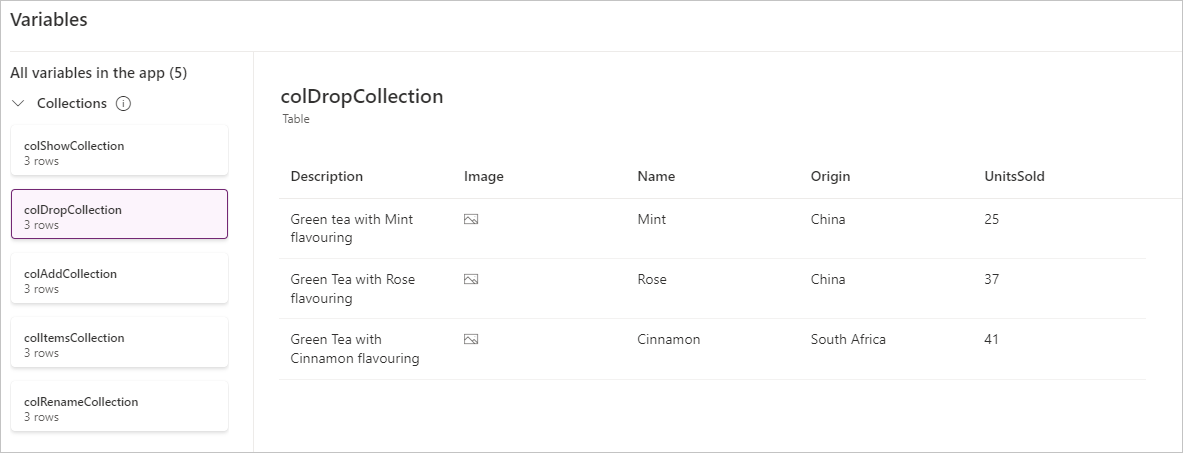 Variables
All variables in the app (5)
Collections
colShowCollection
3 rows
colDropCollection
3 rows
colAddCollection
3 rows
colItemsCollection
3 rows
colRenameCollection
3 rows
colDropCollection
Table
Description Image Name Origin UnitsSold
Green tea with Mint
flavouring
Mint China 25
Green Tea with Rose
flavouring
Rose China 37
Green Tea with
Cinnamon flavouring
Cinnamon South Africa 41